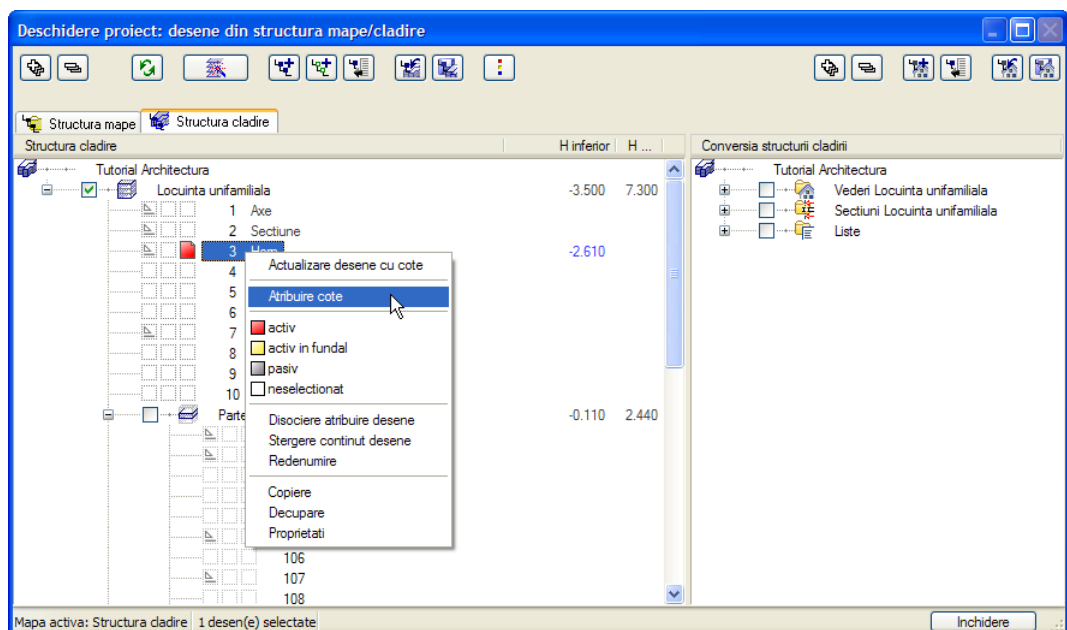 Deschidere proiect: desene din structura mape/cladire
Structura mape Structura cladire
Structura cladire H inferior H ... Conversia structurii cladirii
Tutorial Architectura Tutorial Architectura
Locuinta unifamiliala -3.500 7.300 Vederi Locuinta unifamiliala
1 Axe Sectiuni Locuinta unifamiliala
2 Sectiune Liste
3 -2.610
Actualizare desene cu cote
4
Atribuire cote
5
6
activ
7
activ in fundal
8
pasiv
9
neselectionat
10
Parte -0.110 2.440
Disociere atribuire desene
Stergere continut desene
Redenumire
Copiere
Decupare
Proprietati
106
107
108
Mapa activa: Structura cladire 1 desen(e) selectate Inchidere